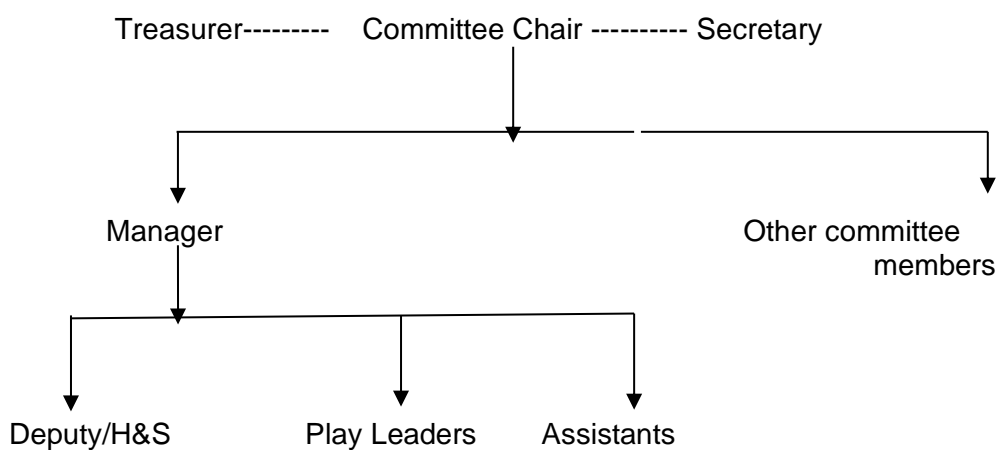 Treasurer--------- Committee Chair ---------- Secretary
Manager
Other committee
members
Deputy/H&S Play Leaders Assistants